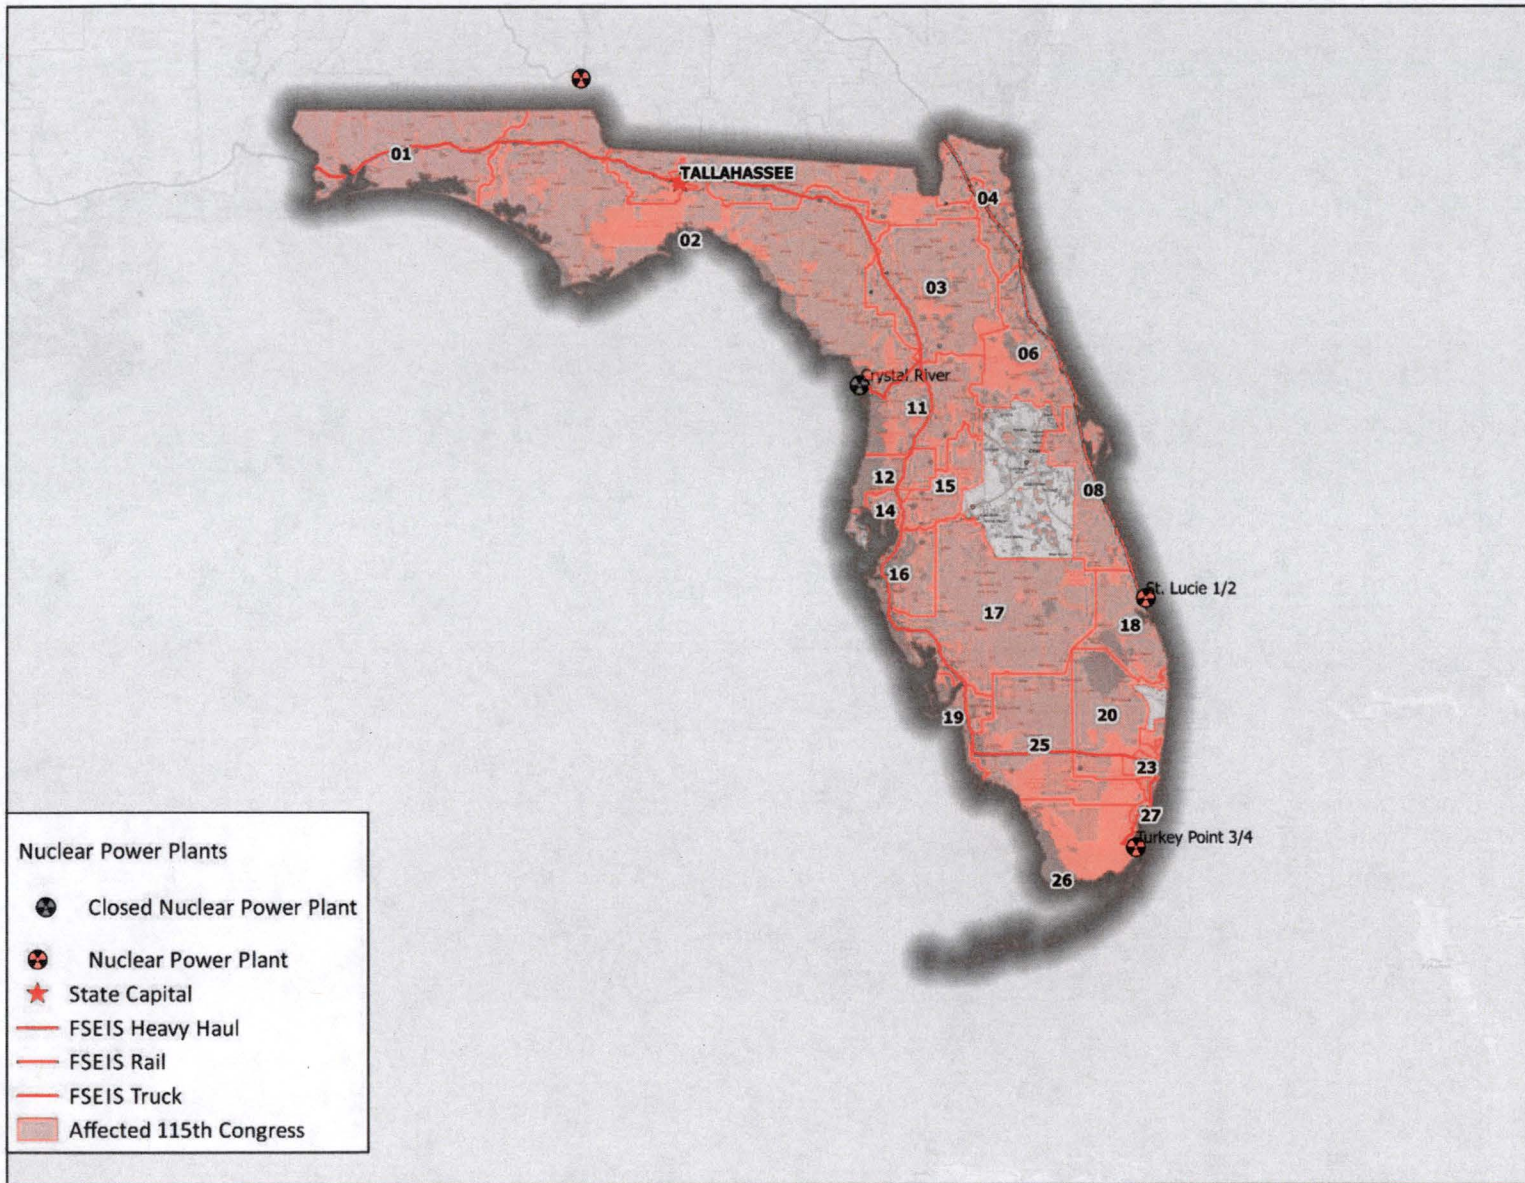 01
TALLAHASSEE
04
02
03
06
Crystal River
11
12
15
08
14
16
St. Lucie 1/2
17
18
19
20
25
23
27
Turkey Point 3/4
26
Nuclear Power Plants
Closed Nuclear Power Plant
Nuclear Power Plant
State Capital
FSEIS Heavy Haul
FSEIS Rail
FSEIS Truck
Affected 115th Congress